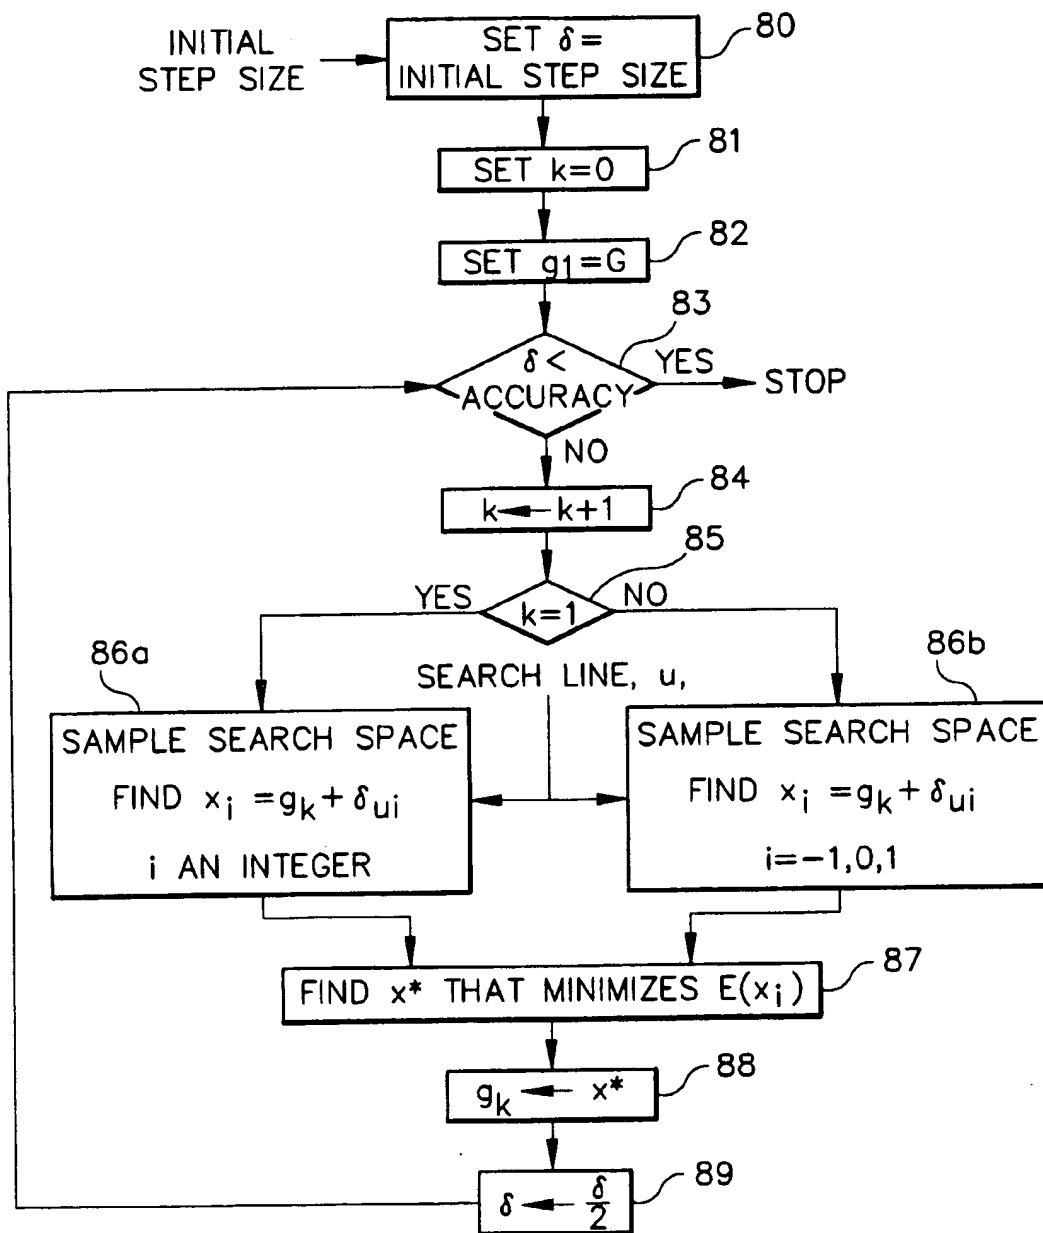 INITIAL
STEP SIZE
SET δ=
INITIAL STEP SIZE
80
SET k=0
81
SET g1=G
82
83
δ<
ACCURACY
YES
STOP
NO
k←k+1
84
85
YES
k=1
NO
86a
SEARCH LINE, u,
86b
SAMPLE SEARCH SPACE
FIND xi =gk+δui
i AN INTEGER
SAMPLE SEARCH SPACE
FIND xi =gk+δui
i=-1,0,1
FIND x* THAT MINIMIZES E(xi)
87
gk ← x*
88
δ ← δ/2
89